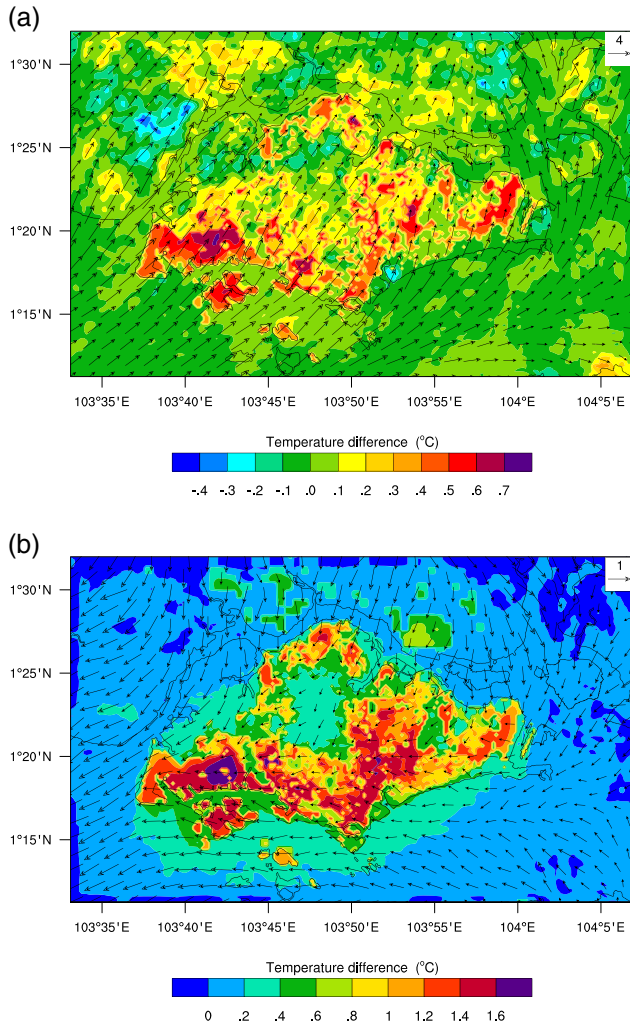 (a)
4
1°30'N
1°25'N
1°20'N
1°15'N
103°35'E 103°40'E 103°45'E 103°50'E 103°55'E 104°E 104°5'E
Temperature difference (°C)
-.4 -.3 -.2 -.1 .0 .1 .2 .3 .4 .5 .6 .7
(b)
1
1°30'N
1°25'N
1°20'N
1°15'N
103°35'E 103°40'E 103°45'E 103°50'E 103°55'E 104°E 104°5'E
Temperature difference (°C)
0 .2 .4 .6 .8 1 1.2 1.4 1.6